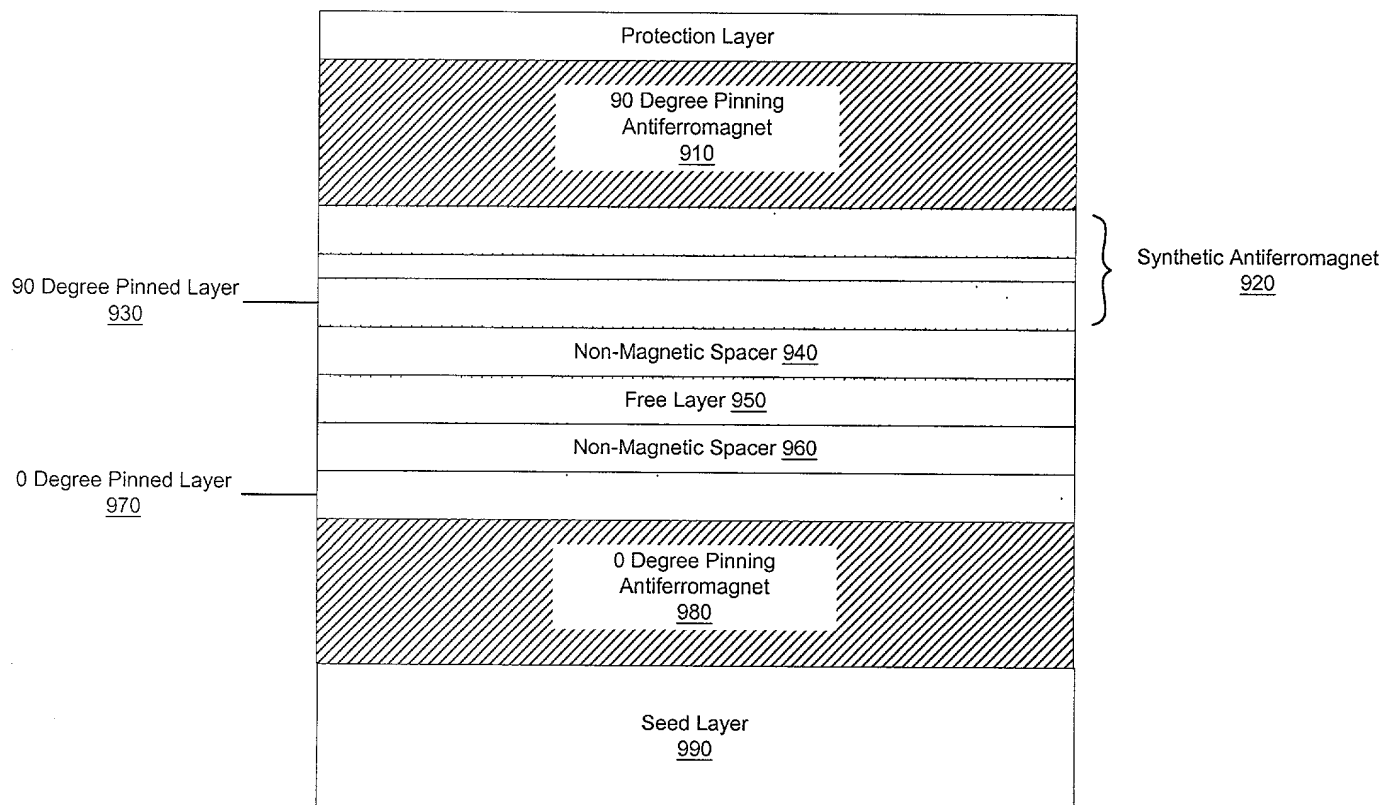 Protection Layer
90 Degree Pinning
Antiferromagnet
910
Synthetic Antiferromagnet
920
90 Degree Pinned Layer
930
Non-Magnetic Spacer 940
Free Layer 950
Non-Magnetic Spacer 960
0 Degree Pinned Layer
970
0 Degree Pinning
Antiferromagnet
980
Seed Layer
990